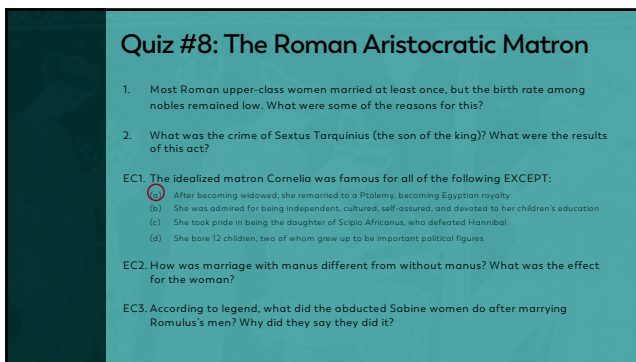 Quiz #8: The Roman Aristocratic Matron
1. Most Roman upper-class women married at least once, but the birth rate among
nobles remained low. What were some of the reasons for this?
2. What was the crime of Sextus Tarquinius (the son of the king)? What were the results
of this act?
EC1. The idealized matron Cornelia was famous for all of the following EXCEPT:
(a) After becoming widowed, she remarried to a Ptolemy, becoming Egyptian royalty
(b) She was admired for being independent, cultured, self-assured, and devoted to her children's education
(c) She took pride in being the daughter of Scipio Africanus, who defeated Hannibal
(d) She bore 12 children, two of whom grew up to be important political figures
EC2. How was marriage with manus different from without manus? What was the effect
for the woman?
EC3. According to legend, what did the abducted Sabine women do after marrying
Romulus's men? Why did they say they did it?